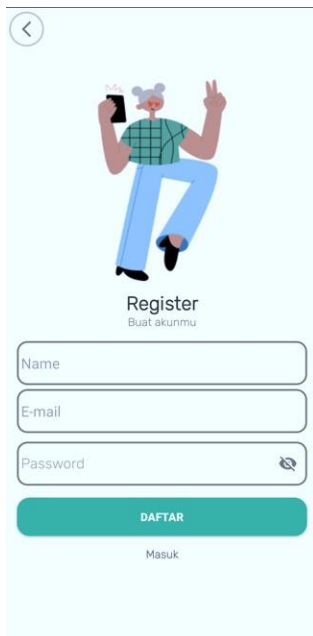 Register
Buat akunmu
Name
E-mail
Password
DAFTAR
Masuk